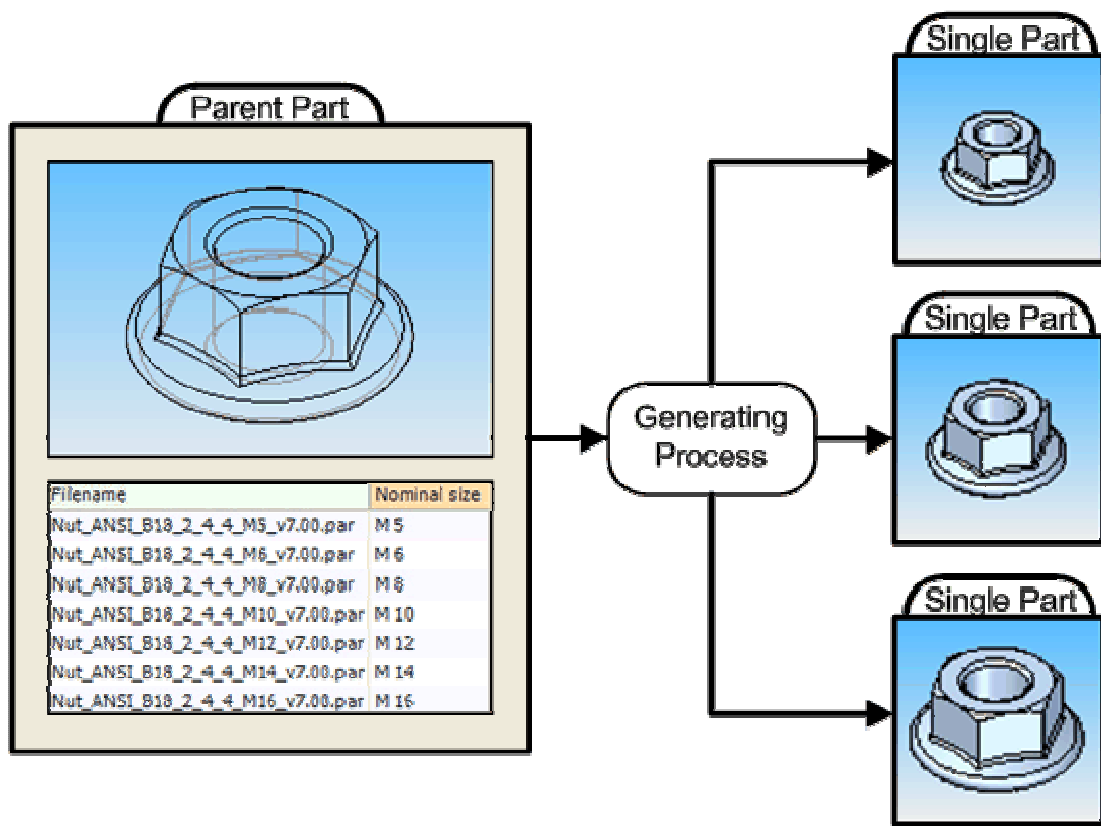 Parent Part
Filename Nominal size
Nut_ANSI_B18_2_4_4_M5_v7.00.par M 5
Nut_ANSI_B18_2_4_4_M6_v7.00.par M 6
Nut_ANSI_B18_2_4_4_M8_v7.00.par M 8
Nut_ANSI_B18_2_4_4_M10_v7.00.par M 10
Nut_ANSI_B18_2_4_4_M12_v7.00.par M 12
Nut_ANSI_B18_2_4_4_M14_v7.00.par M 14
Nut_ANSI_B18_2_4_4_M16_v7.00.par M 16
Generating
Process
Single Part
Single Part
Single Part